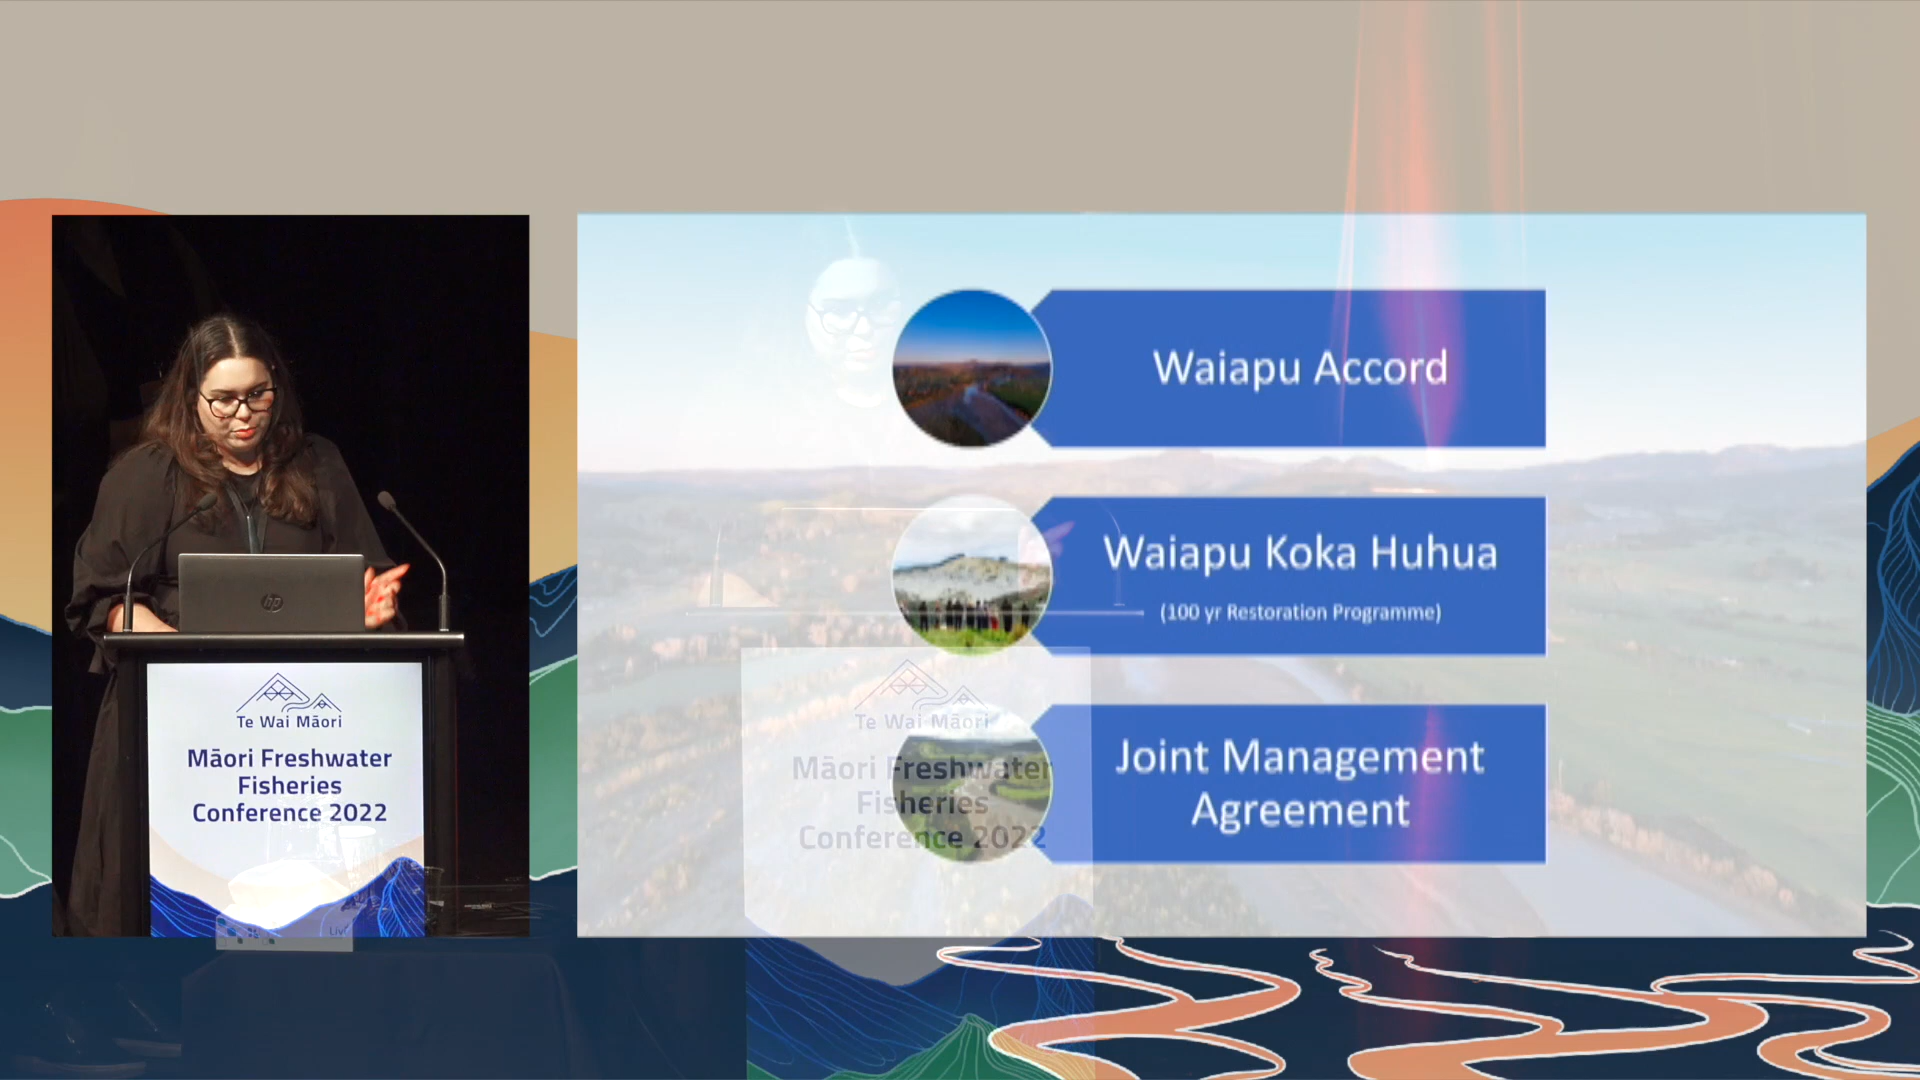 Te Wai Māori
Māori Freshwater
Fisheries
Conference 2022
hp
Waiapu Accord
Waiapu Koka Huhua
(100 yr Restoration Programme)
Joint Management
Agreement
Te Wai Māori
Māori Freshwater
Fisheries
Conference 2022